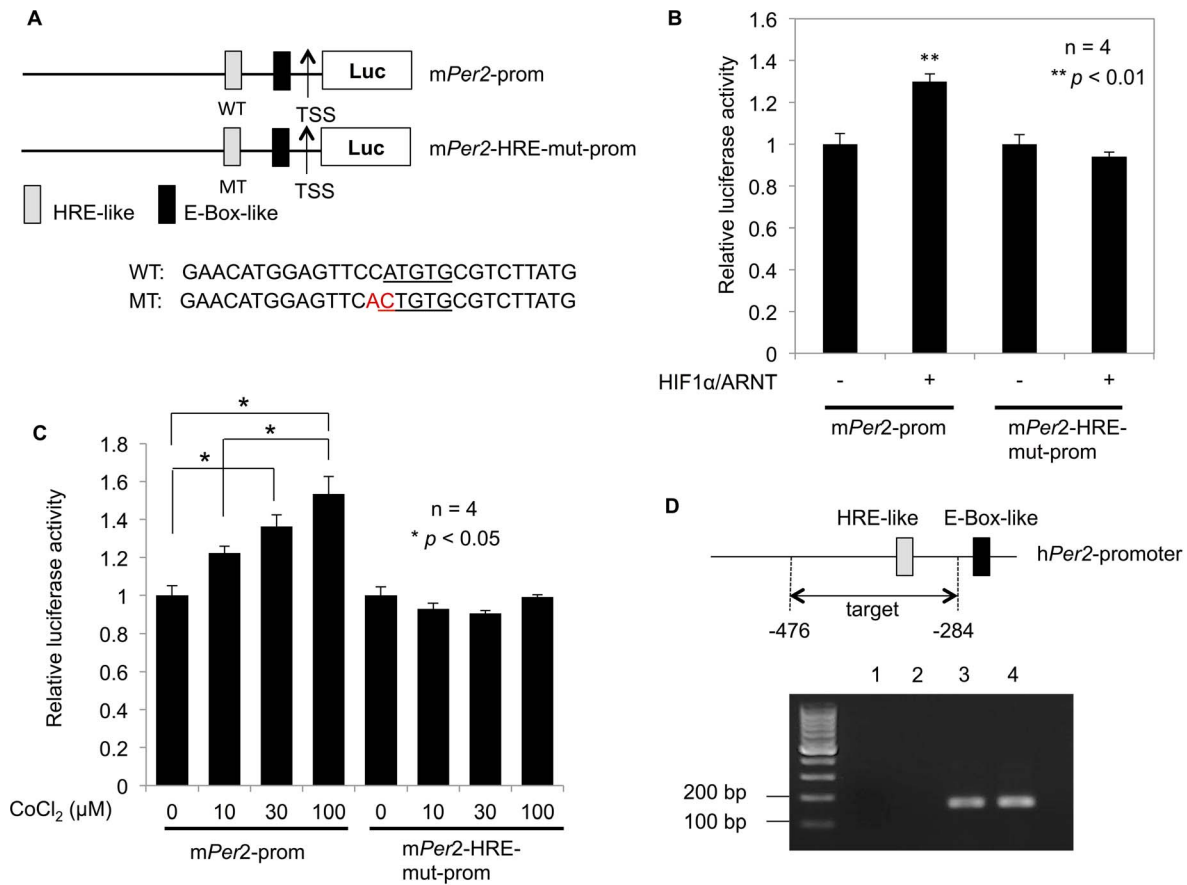 A
Luc
mPer2-prom
WT
TSS
Luc
mPer2-HRE-mut-prom
MT
TSS
HRE-like
E-Box-like
WT: GAACATGGAGTTCCATGTGCGTCTTATG
MT: GAACATGGAGTTCACTGTGCGTCTTATG
B
Relative luciferase activity
1.6
1.4
1.2
1
0.8
0.6
0.4
0.2
0
**
n = 4
** p < 0.01
HIF1α/ARNT - + - +
mPer2-prom
mPer2-HRE-
mut-prom
C
Relative luciferase activity
1.8
1.6
1.4
1.2
1
0.8
0.6
0.4
0.2
0
*
*
*
n = 4
* p < 0.05
CoCl2 (μM) 0 10 30 100 0 10 30 100
mPer2-prom
mPer2-HRE-
mut-prom
D
HRE-like
E-Box-like
hPer2-promoter
target
-476
-284
1 2 3 4
200 bp
100 bp